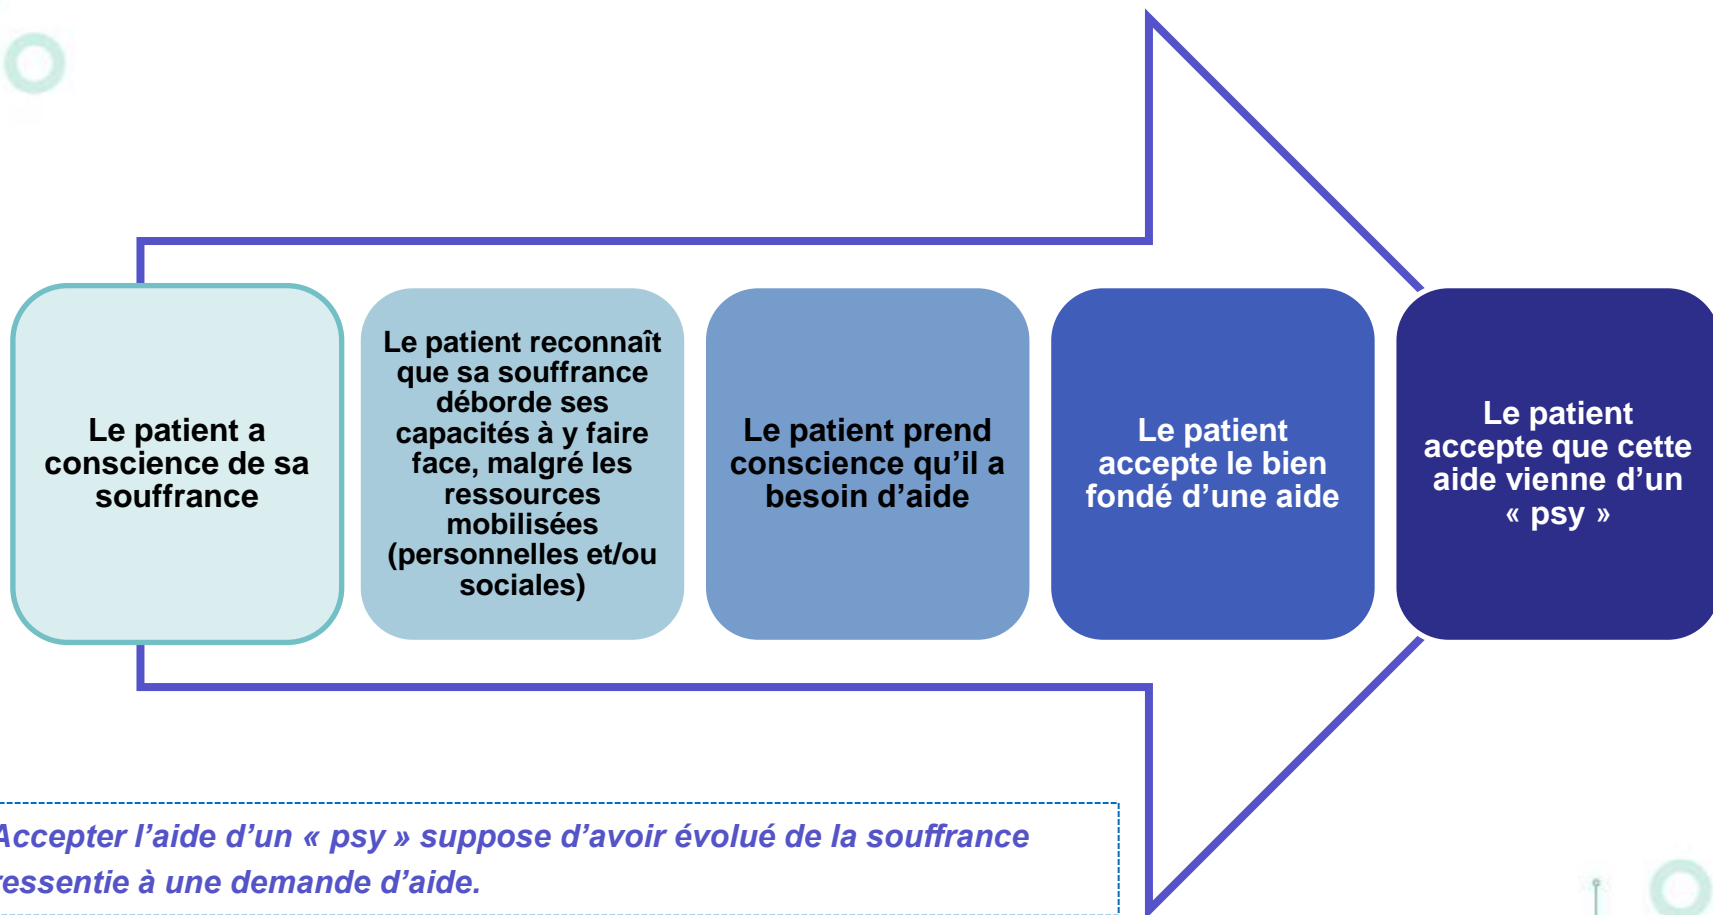 Le patient a
conscience de sa
souffrance
Le patient reconnaît
que sa souffrance
déborde ses
capacités à y faire
face, malgré les
ressources
mobilisées
(personnelles et/ou
sociales)
Le patient prend
conscience qu’il a
besoin d’aide
Le patient
accepte le bien
fondé d’une aide
Le patient
accepte que cette
aide vienne d’un
« psy »
Accepter l’aide d’un « psy » suppose d’avoir évolué de la souffrance
ressentie à une demande d’aide.